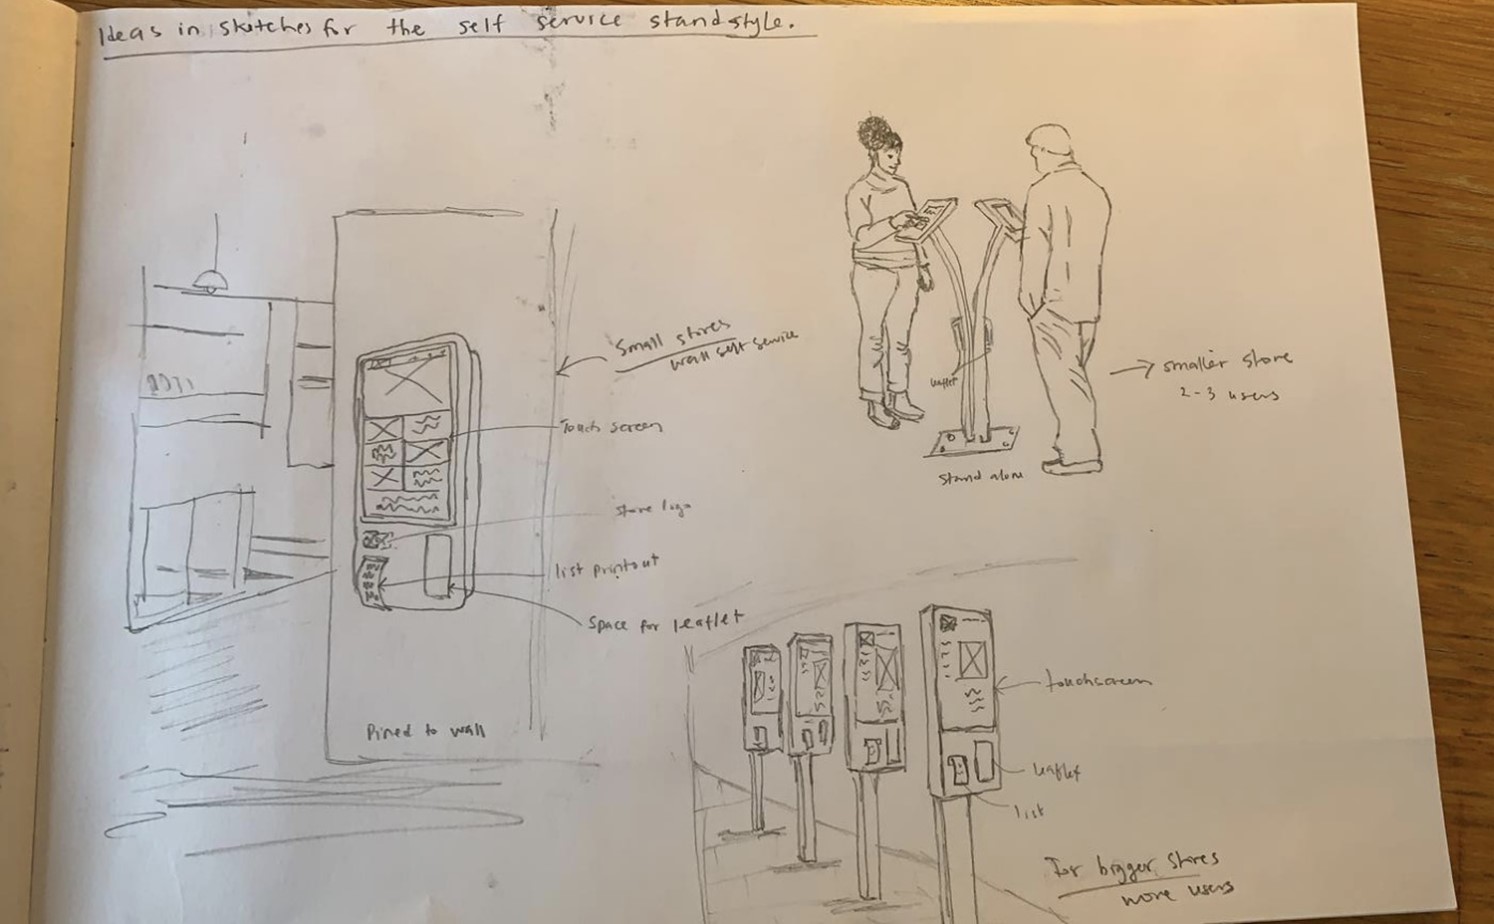 Ideas in sketches for the self service stand style.
Small stores
wall self service
Touch screen
store logo
list printout
Space for leaflet
Pined to wall
leaflet
Stand alone
smaller store
2-3 users
touchscreen
leaflet
list
For bigger stores
more users